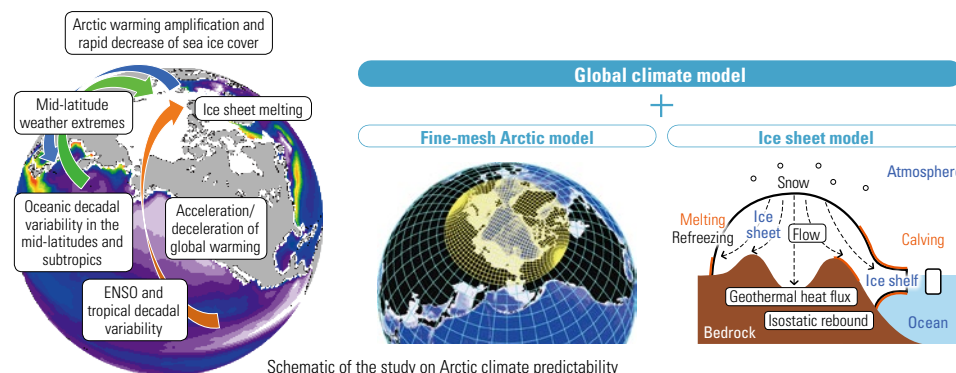 Arctic warming amplification and
rapid decrease of sea ice cover
Mid-latitude
weather extremes
Ice sheet melting
Oceanic decadal
variability in the
mid-latitudes and
subtropics
Acceleration/
deceleration of
global warming
ENSO and
tropical decadal
variability
Global climate model
+
Fine-mesh Arctic model
Ice sheet model
Atmosphere
Snow
Melting
Refreezing
Ice
sheet
Flow
Calving
Ice shelf
Geothermal heat flux
Isostatic rebound
Bedrock
Ocean
Schematic of the study on Arctic climate predictability